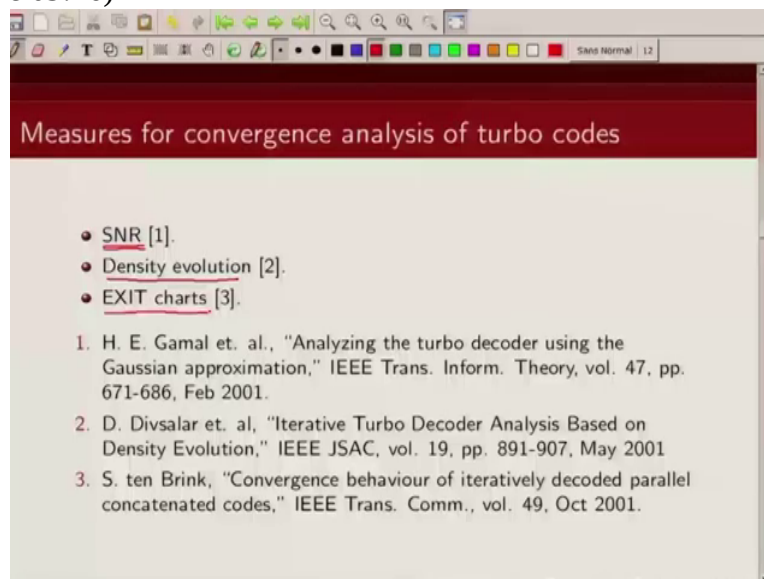 T
Sans Normal 12
Measures for convergence analysis of turbo codes
SNR [1].
Density evolution [2].
EXIT charts [3].
1. H. E. Gamal et. al., “Analyzing the turbo decoder using the
Gaussian approximation,” IEEE Trans. Inform. Theory, vol. 47, pp.
671-686, Feb 2001.
2. D. Divsalar et. al, “Iterative Turbo Decoder Analysis Based on
Density Evolution,” IEEE JSAC, vol. 19, pp. 891-907, May 2001
3. S. ten Brink, “Convergence behaviour of iteratively decoded parallel
concatenated codes,” IEEE Trans. Comm., vol. 49, Oct 2001.